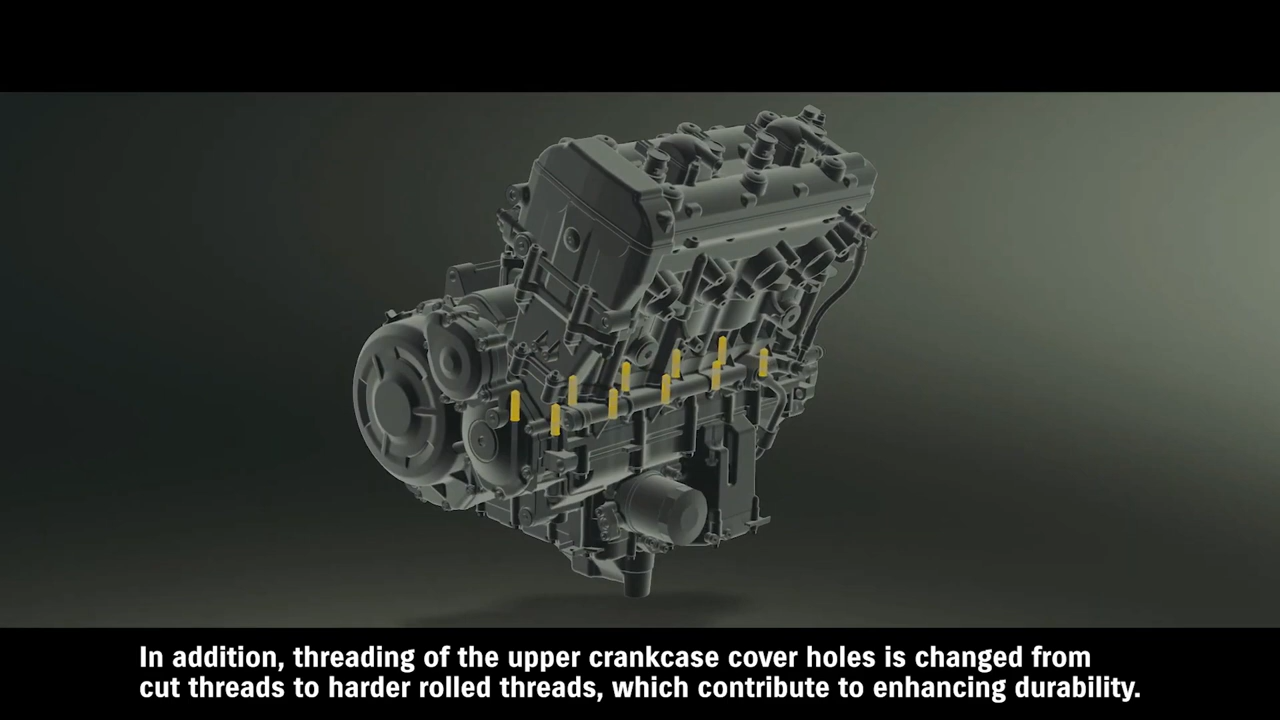 In addition, threading of the upper crankcase cover holes is changed from
cut threads to harder rolled threads, which contribute to enhancing durability.